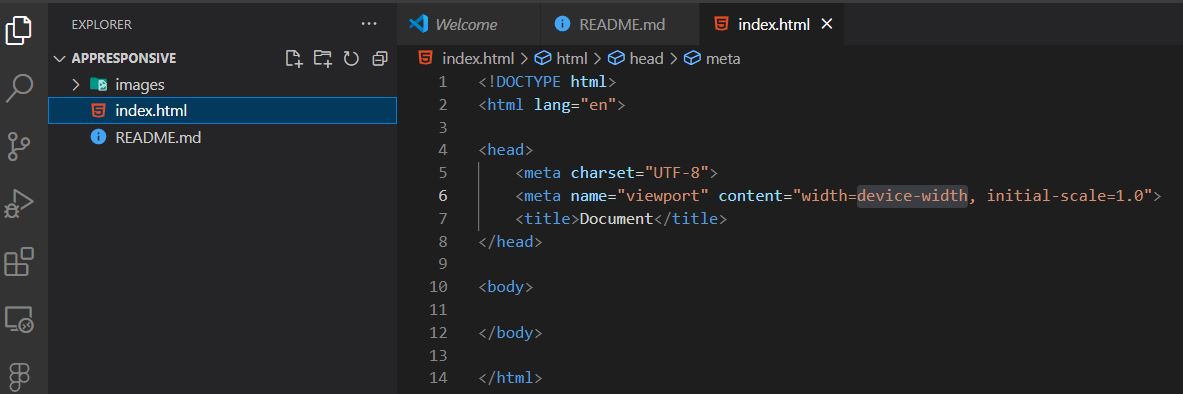 EXPLORER ···
APPRESPONSIVE
images
index.html
README.md
Welcome README.md index.html
index.html > html > head > meta
1 <!DOCTYPE html>
2 <html lang="en">
3
4 <head>
5 <meta charset="UTF-8">
6 <meta name="viewport" content="width=device-width, initial-scale=1.0">
7 <title>Document</title>
8 </head>
9
10 <body>
11
12 </body>
13
14 </html>